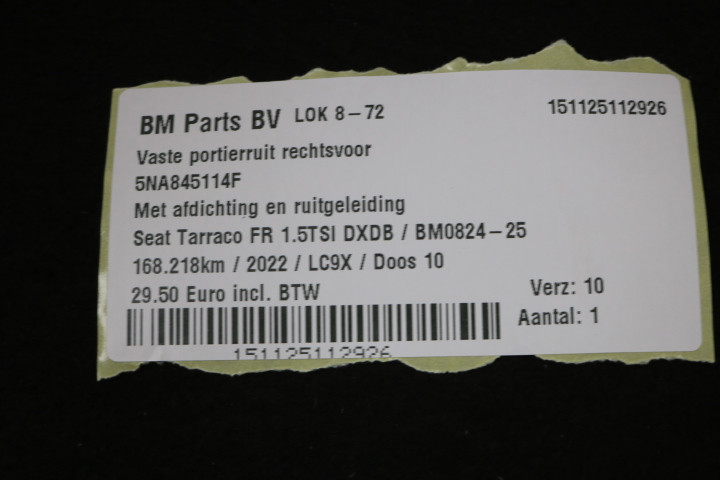 BM Parts BV LOK 8-72 151125112926
Vaste portierruit rechtsvoor
5NA845114F
Met afdichting en ruitgeleiding
Seat Tarraco FR 1.5TSI DXDB / BM0824-25
168.218km / 2022 / LC9X / Doos 10
29.50 Euro incl. BTW Verz: 10
Aantal: 1
151125112926